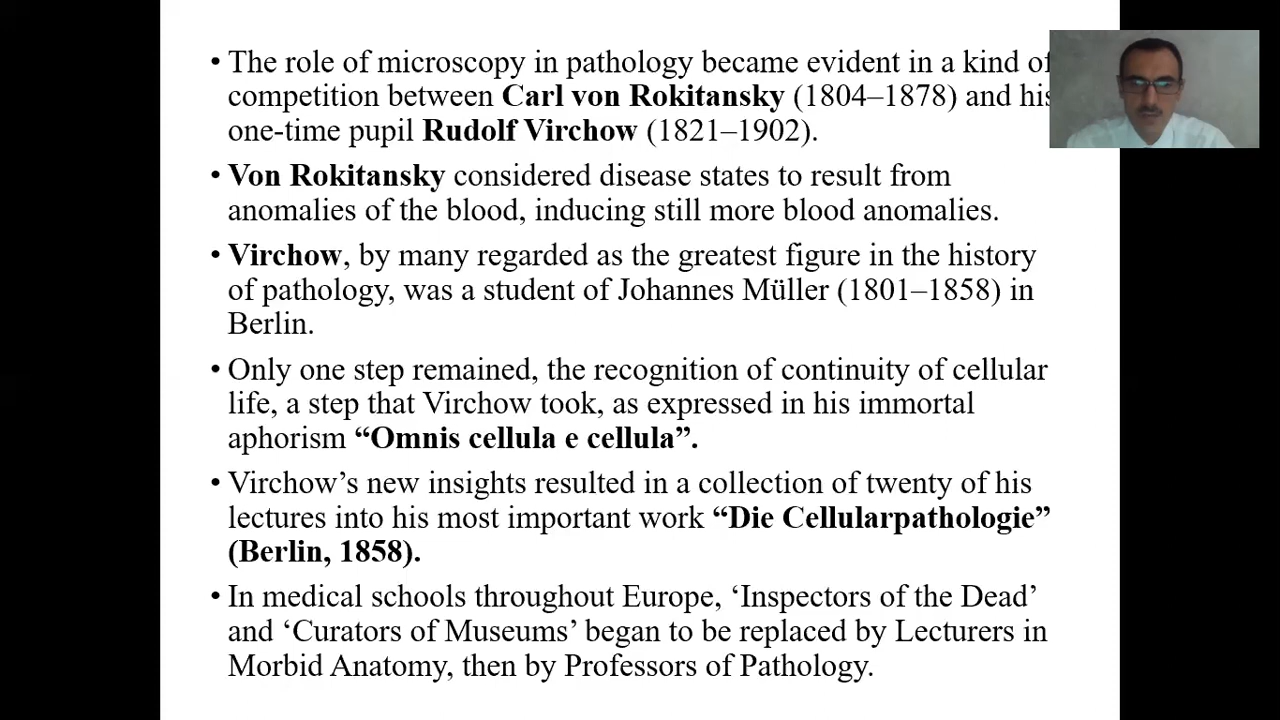 • The role of microscopy in pathology became evident in a kind of
competition between Carl von Rokitansky (1804–1878) and his
one-time pupil Rudolf Virchow (1821–1902).
• Von Rokitansky considered disease states to result from
anomalies of the blood, inducing still more blood anomalies.
• Virchow, by many regarded as the greatest figure in the history
of pathology, was a student of Johannes Müller (1801–1858) in
Berlin.
• Only one step remained, the recognition of continuity of cellular
life, a step that Virchow took, as expressed in his immortal
aphorism “Omnis cellula e cellula”.
• Virchow’s new insights resulted in a collection of twenty of his
lectures into his most important work “Die Cellularpathologie”
(Berlin, 1858).
• In medical schools throughout Europe, ‘Inspectors of the Dead’
and ‘Curators of Museums’ began to be replaced by Lecturers in
Morbid Anatomy, then by Professors of Pathology.